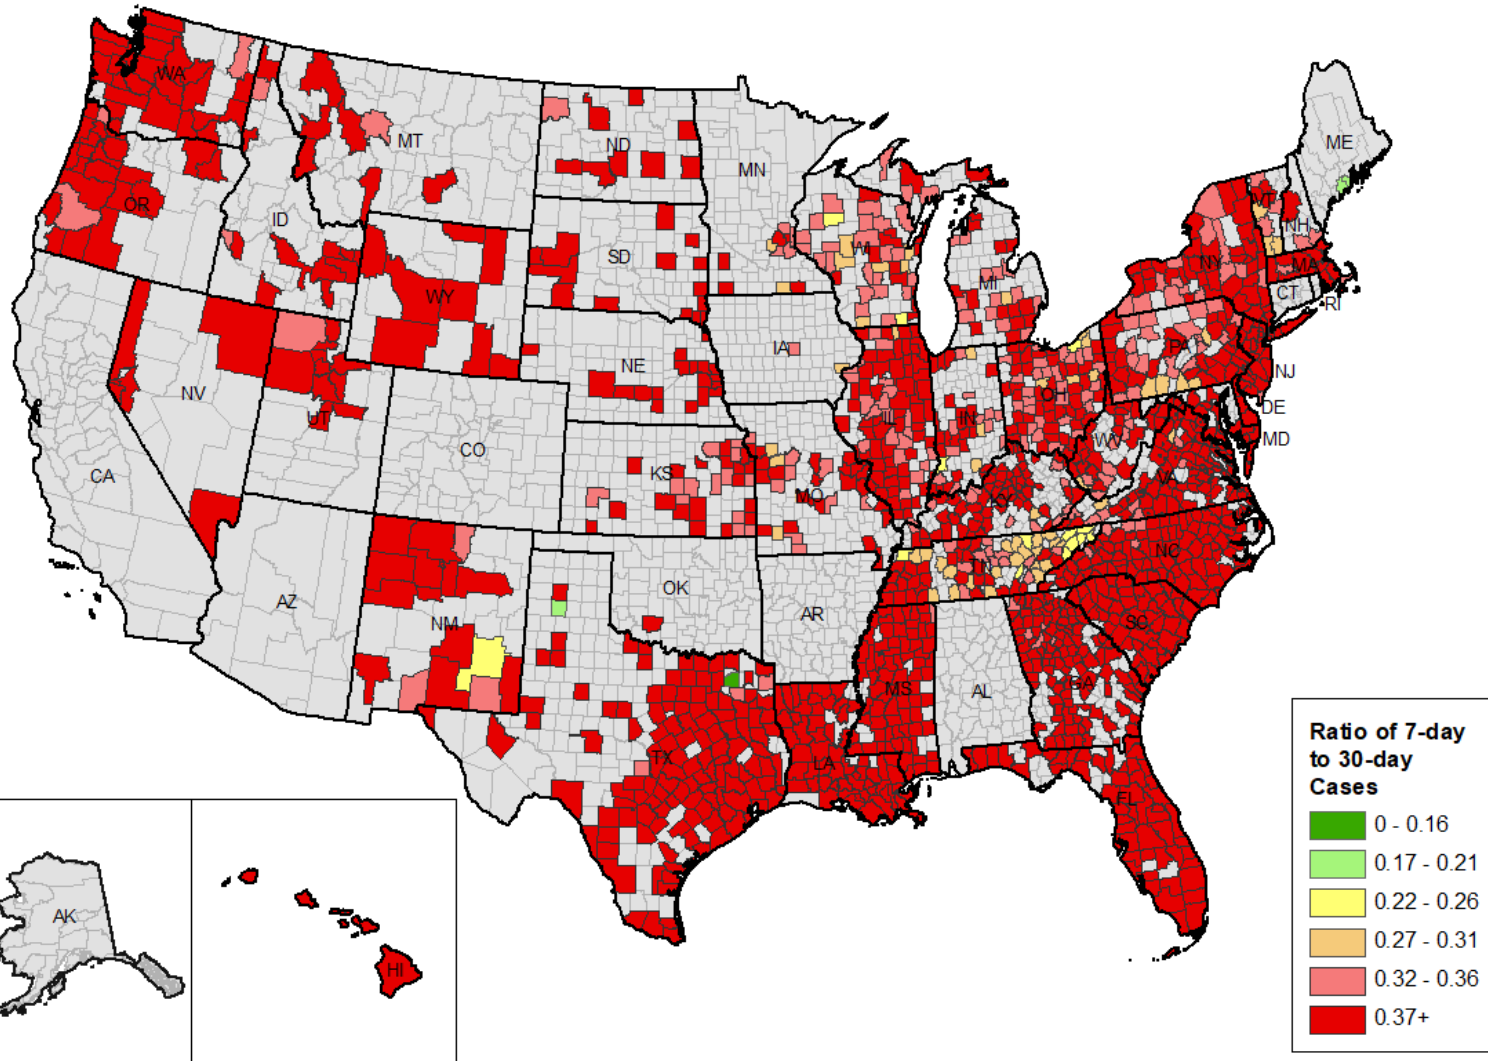 WA
MT
ND
MN
ME
OR
ID
SD
WI
MI
VT
NH
NY
MA
CT
RI
WY
IA
NE
PA
NJ
NV
UT
IL
IN
OH
DE
MD
CO
CA
KS
MO
WV
VA
KY
AZ
NM
OK
AR
TN
NC
SC
MS
AL
GA
TX
LA
FL
AK
HI
Ratio of 7-day
to 30-day
Cases
0 - 0.16
0.17 - 0.21
0.22 - 0.26
0.27 - 0.31
0.32 - 0.36
0.37+